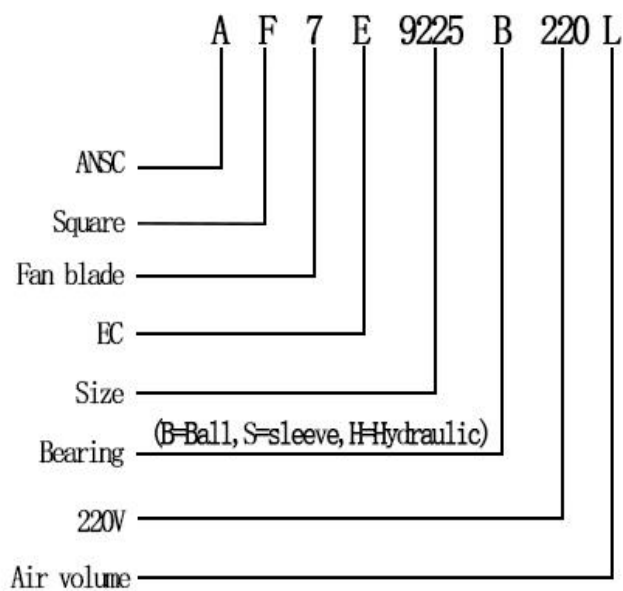 A F 7 E 9225 B 220 L
ANSC
Square
Fan blade
EC
Size
(B=Ball, S=sleeve, H=Hydraulic)
Bearing
220V
Air volume